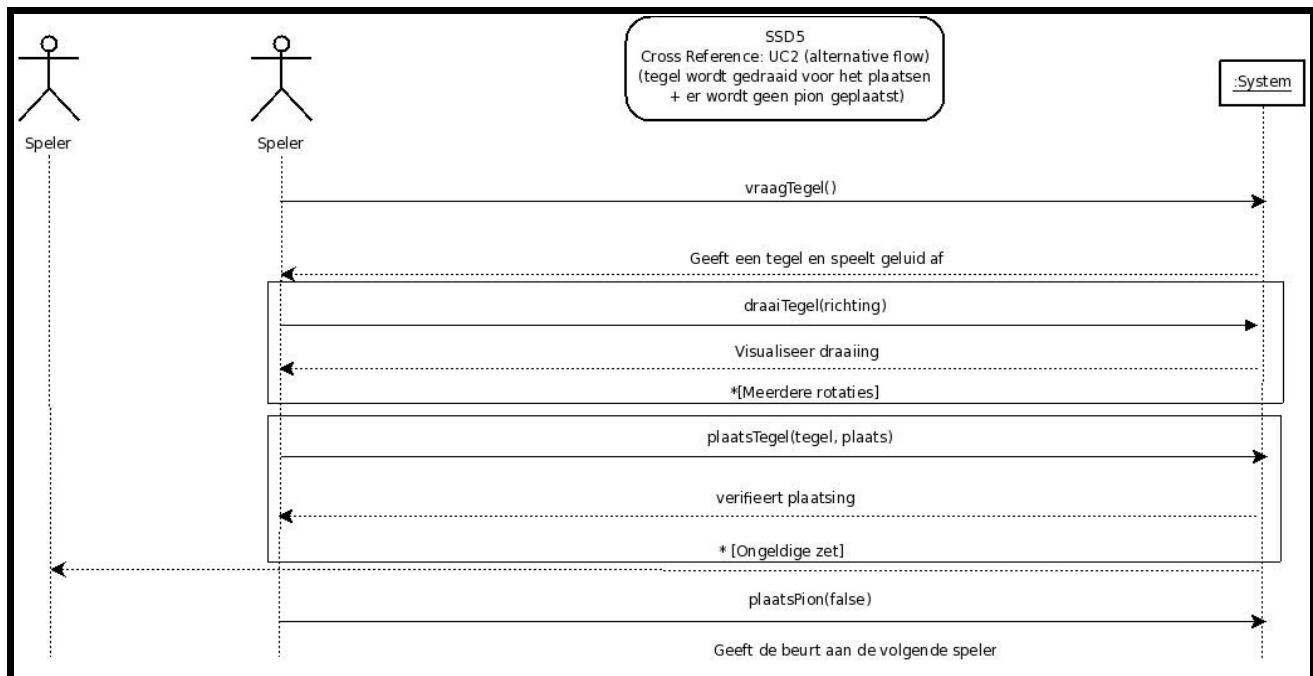 SSD5
Cross Reference: UC2 (alternative flow)
(tegel wordt gedraaid voor het plaatsen
+ er wordt geen pion geplaatst)
:System
Speler
Speler
vraagTegel()
Geeft een tegel en speelt geluid af
draaiTegel(richting)
Visualiseer draaiing
*[Meerdere rotaties]
plaatsTegel(tegel, plaats)
verifieert plaatsing
* [Ongeldige zet]
plaatsPion(false)
Geeft de beurt aan de volgende speler